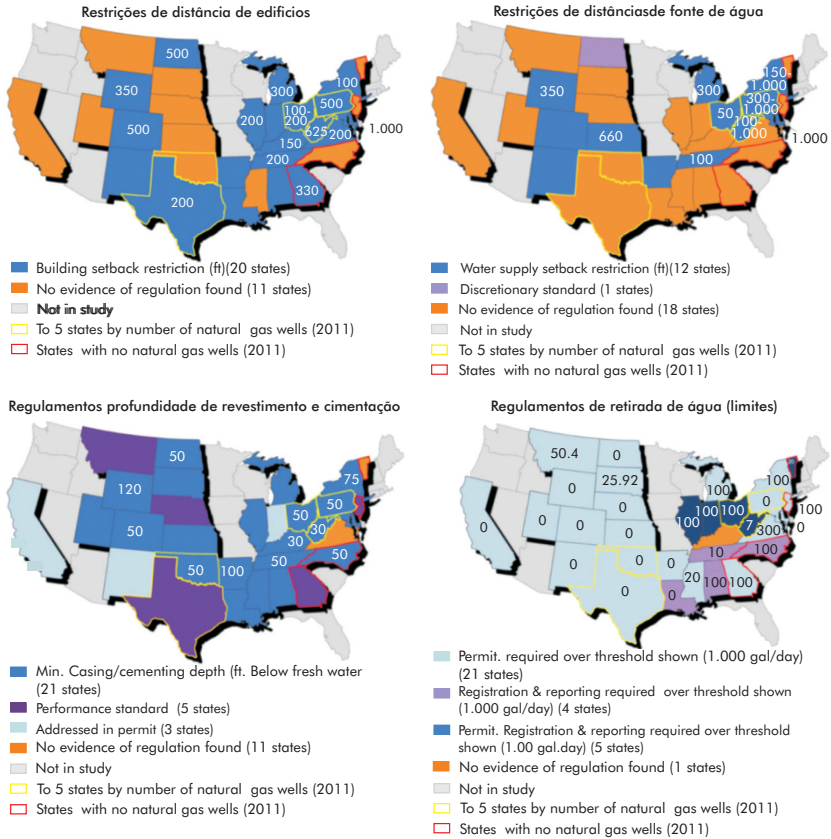 Restrições de distância de edificios
500
350
500
300
100
100-
200
500
200
625
200
1.000
150
200
330
200
Building setback restriction (ft)(20 states)
No evidence of regulation found (11 states)
Not in study
To 5 states by number of natural gas wells (2011)
States with no natural gas wells (2011)
Restrições de distânciasde fonte de água
350
660
300
150-
1.000
300-
1.000
50
100-
1.000
1.000
100
Water supply setback restriction (ft)(12 states)
Discretionary standard (1 states)
No evidence of regulation found (18 states)
Not in study
To 5 states by number of natural gas wells (2011)
States with no natural gas wells (2011)
Regulamentos profundidade de revestimento e cimentação
50
120
50
75
50
50
30
30
50
50
50
100
Min. Casing/cementing depth (ft. Below fresh water
(21 states)
Performance standard (5 states)
Addressed in permit (3 states)
No evidence of regulation found (11 states)
Not in study
To 5 states by number of natural gas wells (2011)
States with no natural gas wells (2011)
Regulamentos de retirada de água (limites)
50.4
0
25.92
0
0
0
0
0
0
0
0
0
0
0
20
100
100
100
10
100
100
100
100
100
100
0
7
300
100
0
Permit. required over threshold shown (1.000 gal/day)
(21 states)
Registration & reporting required over threshold shown
(1.000 gal/day) (4 states)
Permit. Registration & reporting required over threshold
shown (1.00 gal.day) (5 states)
No evidence of regulation found (1 states)
Not in study
To 5 states by number of natural gas wells (2011)
States with no natural gas wells (2011)